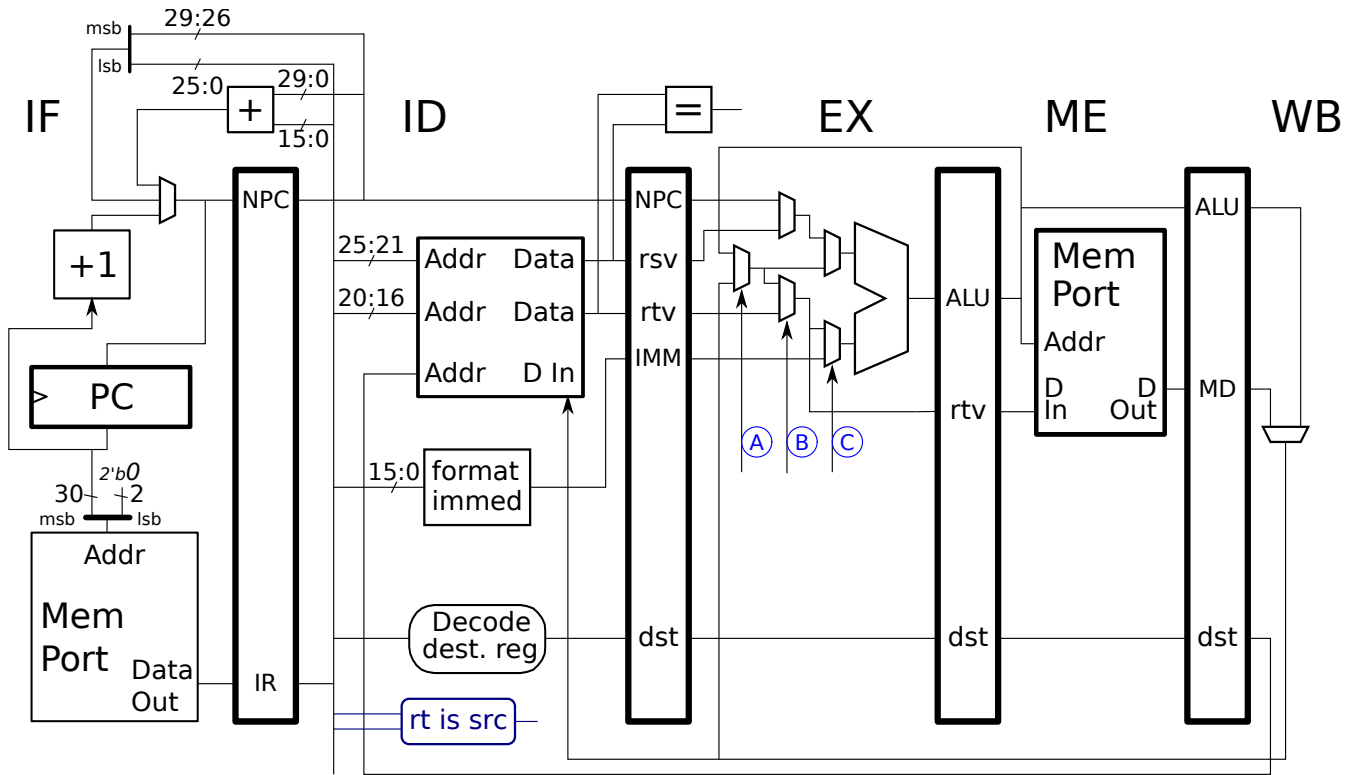 29:26
msb
lsb
25:0
29:0
+
15:0
=
IF
ID
EX
ME
WB
NPC
NPC
ALU
+1
25:21
Addr
Data
rsv
20:16
Addr
Data
rtv
Addr
D In
IMM
ALU
Mem
Port
Addr
D
In
D
Out
MD
PC
rtv
A
B
C
2'b0
30
2
msb
lsb
15:0
format
immed
Addr
Mem
Port
Data
Out
IR
Decode
dest. reg
dst
dst
dst
rt is src